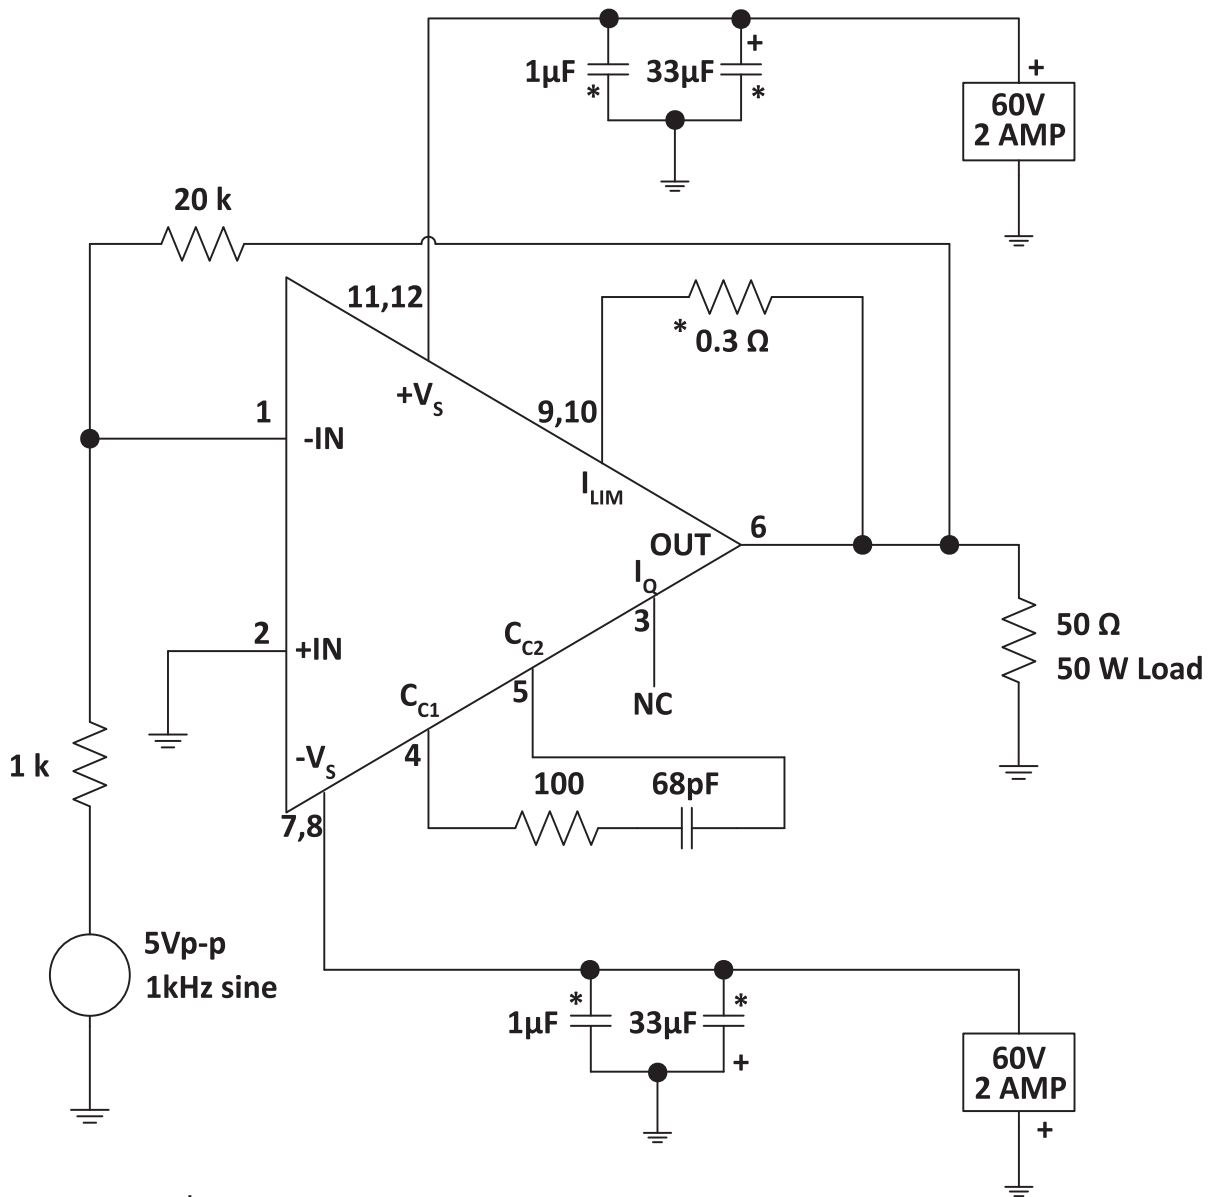 +
1μF
33μF
*
*
+
60V
2 AMP
20 k
11,12
*
0.3 Ω
+VS
9,10
1
-IN
ILIM
6
OUT
IQ
3
2
+IN
CC2
5
50 Ω
50 W Load
NC
CC1
4
1 k
-VS
100
68pF
7,8
5Vp-p
1kHz sine
*
*
1μF
33μF
+
60V
2 AMP
+